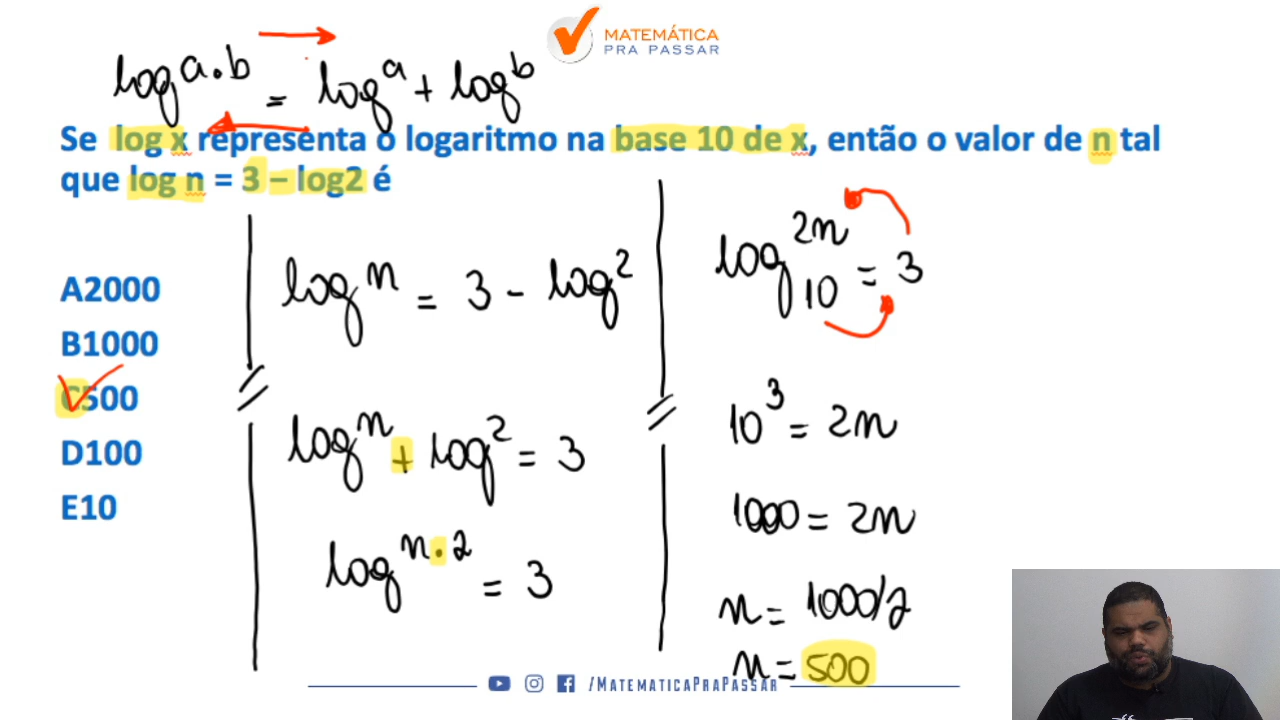 MATEMÁTICA
PRA PASSAR
log a.b = log a + log b
Se log x representa o logaritmo na base 10 de x, então o valor de n tal
que log n = 3 – log2 é
A2000
B1000
C500
D100
E10
log n = 3 - log 2
log n + log 2 = 3
log n.2 = 3
log 10 2n = 3
10³ = 2n
1000 = 2n
n = 1000/2
n = 500
/MatematicaPraPassar